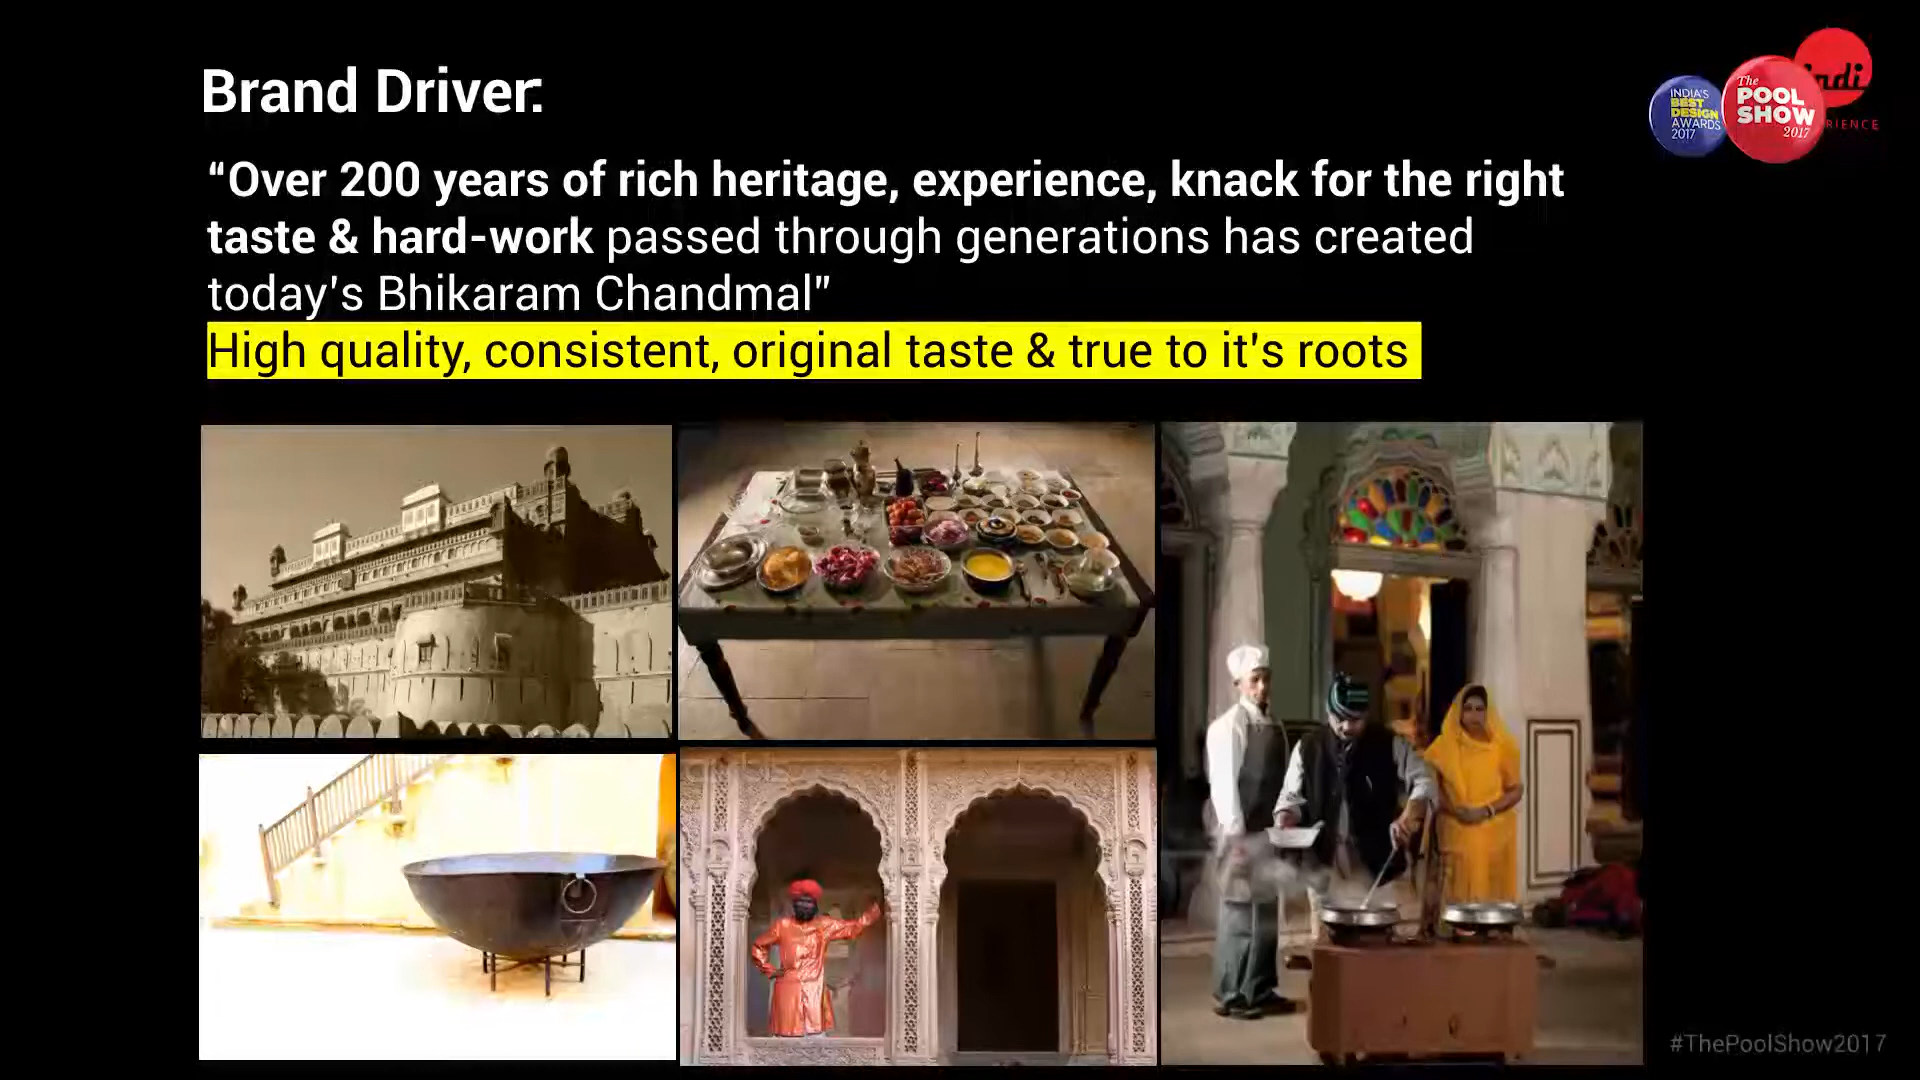 Brand Driver:
“Over 200 years of rich heritage, experience, knack for the right
taste & hard-work passed through generations has created
today's Bhikaram Chandmal”
High quality, consistent, original taste & true to it's roots
INDIA'S
BEST
DESIGN
AWARDS
2017
The
POOL
SHOW
2017
#ThePoolShow2017